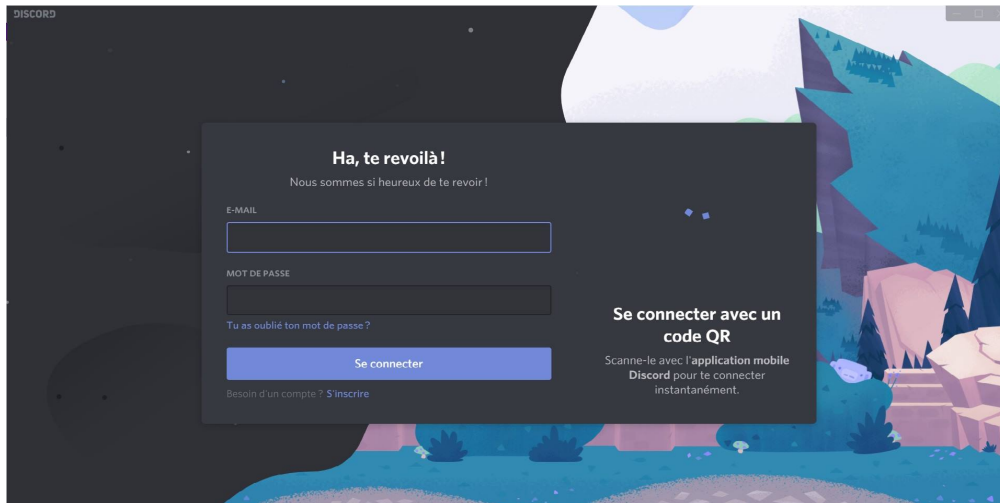 DISCORD
Ha, te revoilà !
Nous sommes si heureux de te revoir !
E-MAIL
MOT DE PASSE
Tu as oublié ton mot de passe ?
Se connecter
Besoin d'un compte ? S'inscrire
Se connecter avec un
code QR
Scanne-le avec l'application mobile
Discord pour te connecter
instantanément.